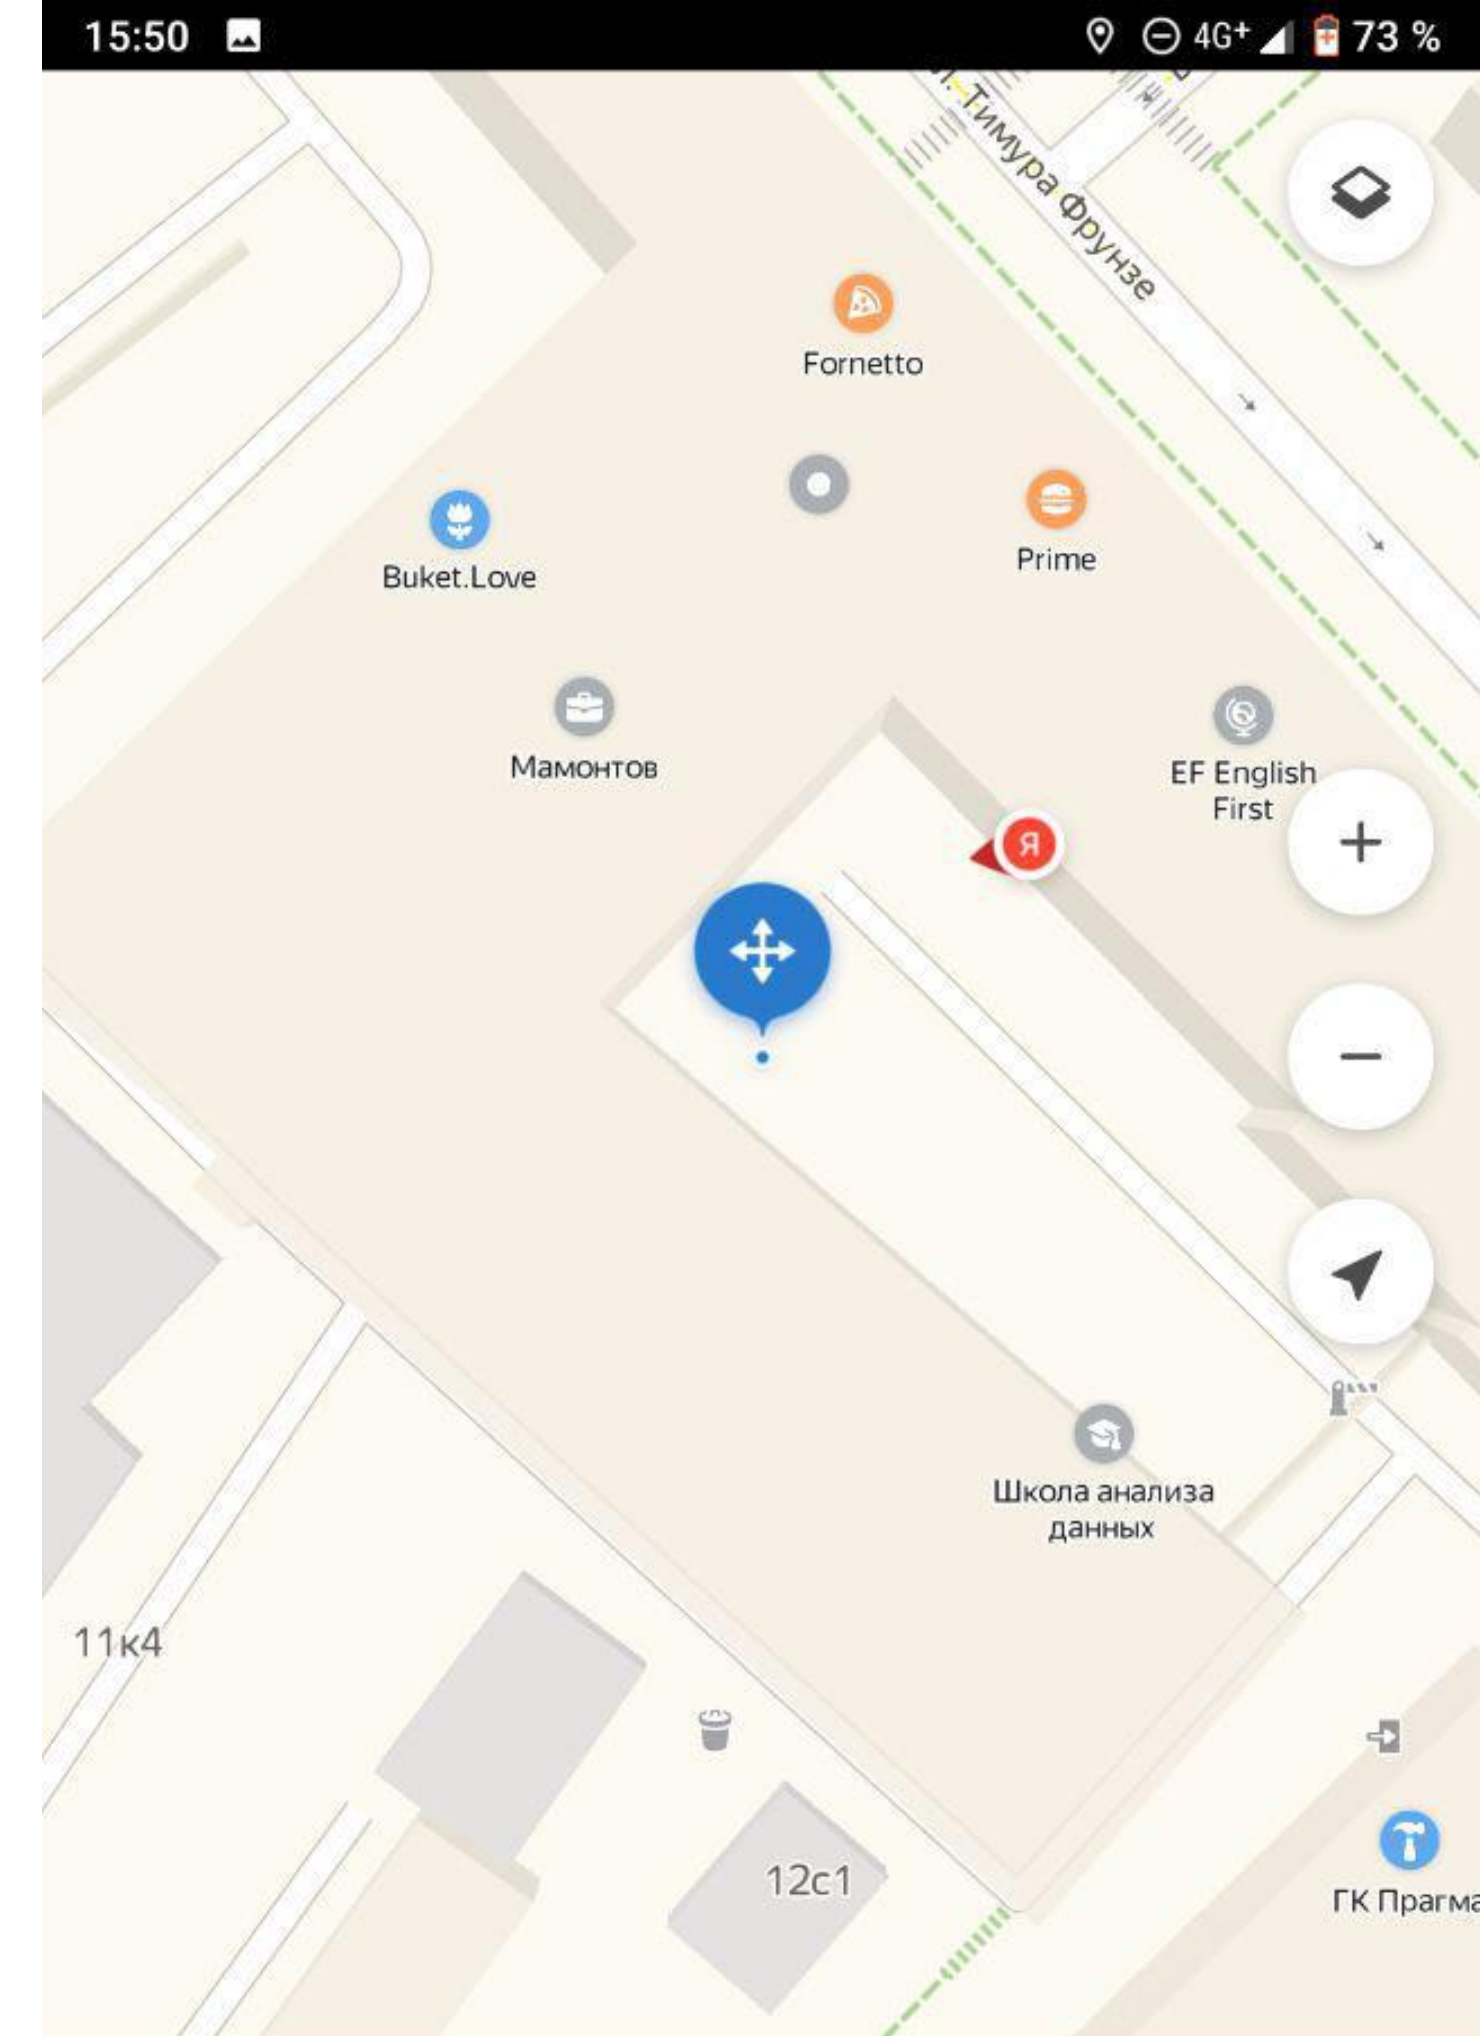 15:50
4G+
73 %
ул. Тимура Фрунзе
Fornetto
Prime
Buket.Love
Мамонтов
EF English
First
Я
Школа анализа
данных
11к4
12с1
ГК Прагма